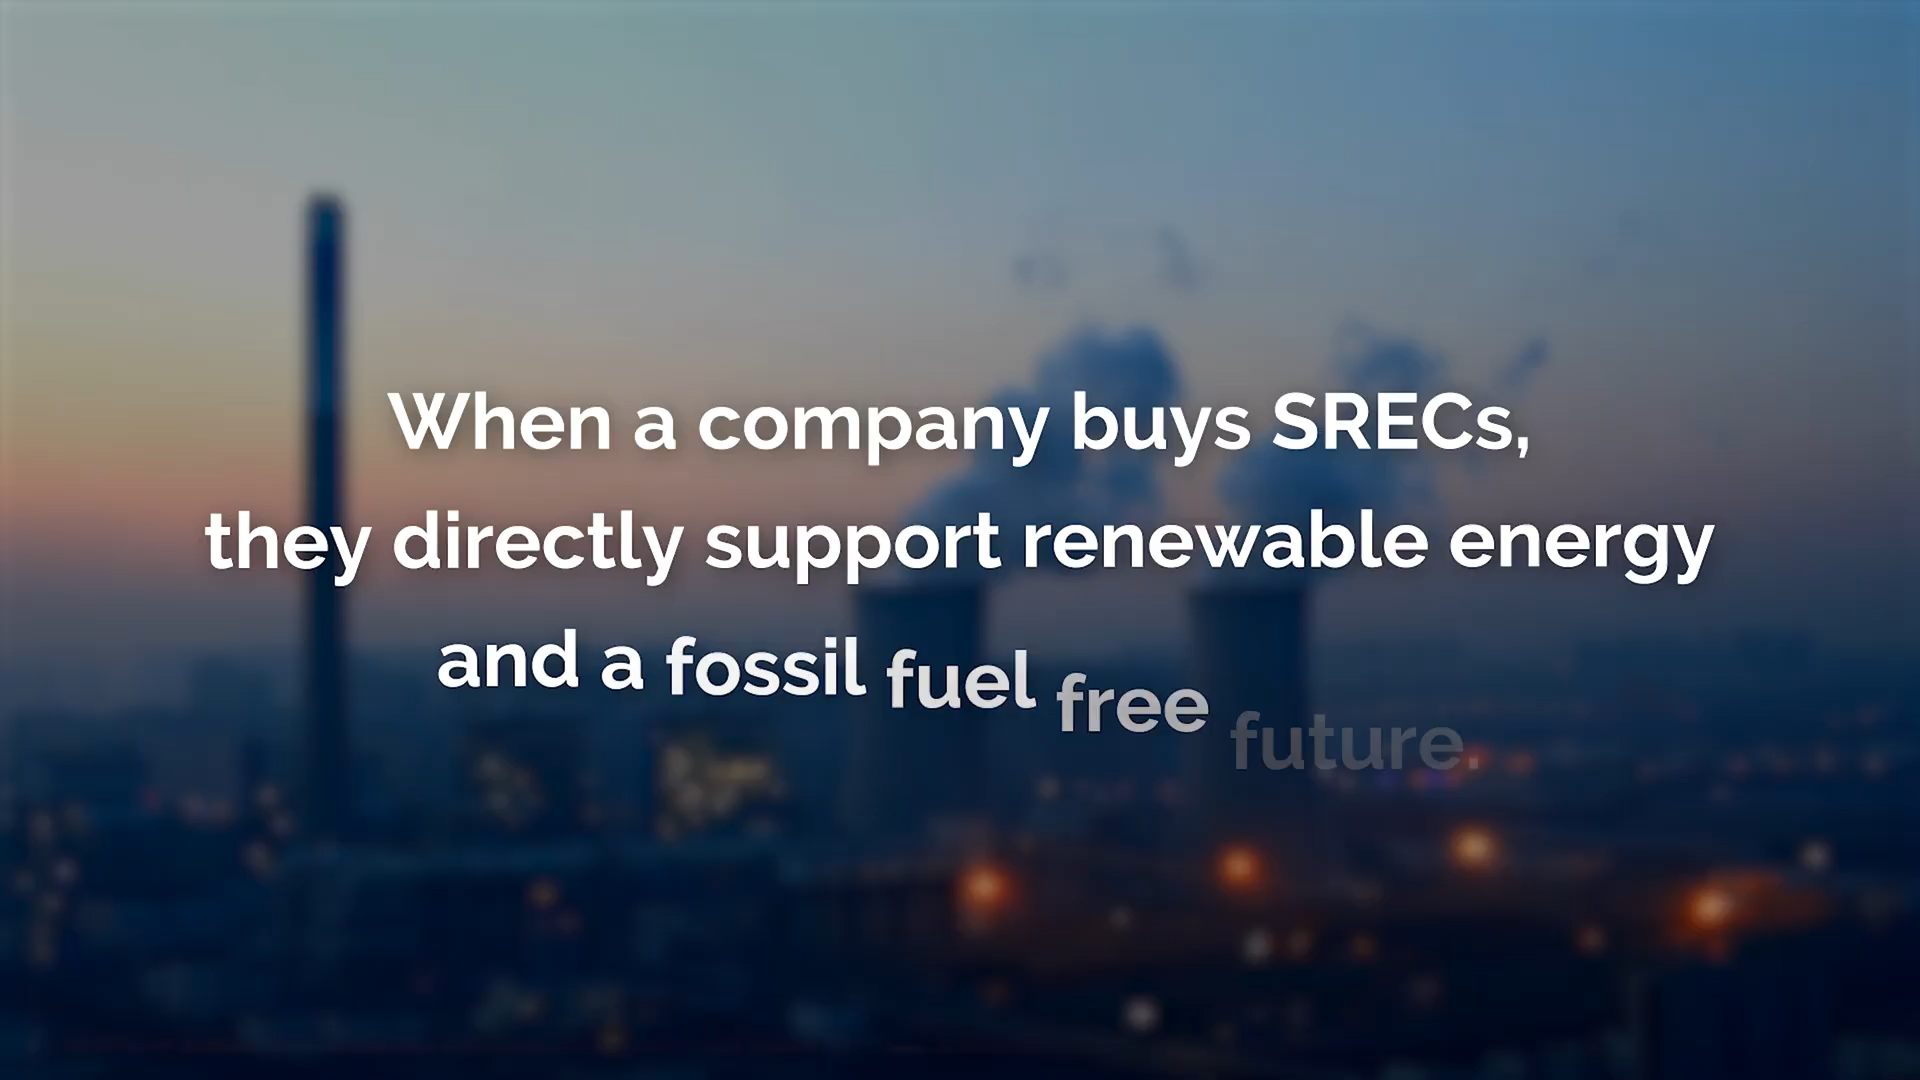 When a company buys SRECs,
they directly support renewable energy
and a fossil fuel free future.